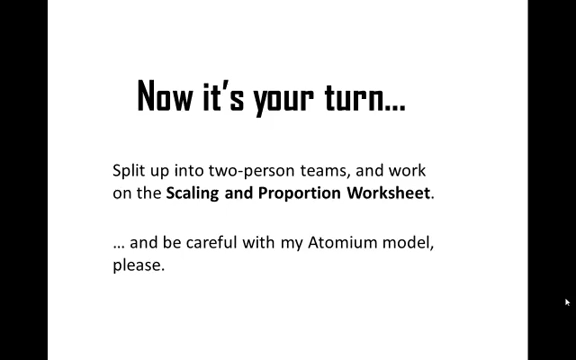 Now it's your turn...
Split up into two-person teams, and work
on the Scaling and Proportion Worksheet.
... and be careful with my Atomium model,
please.